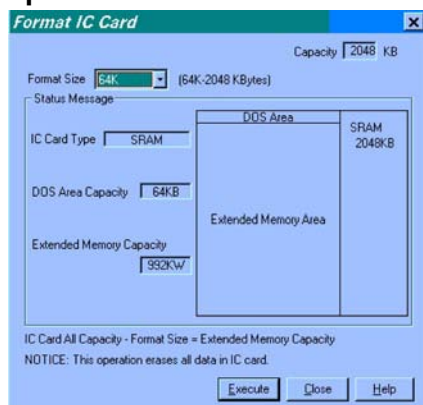 Format IC Card
Capacity 2048 KB
Format Size 64K (64K-2048 KBytes)
Status Message
DOS Area
SRAM
2048KB
IC Card Type SRAM
DOS Area Capacity 64KB
Extended Memory Area
Extended Memory Capacity
992KW
IC Card All Capacity - Format Size = Extended Memory Capacity
NOTICE: This operation erases all data in IC card.
Execute Close Help